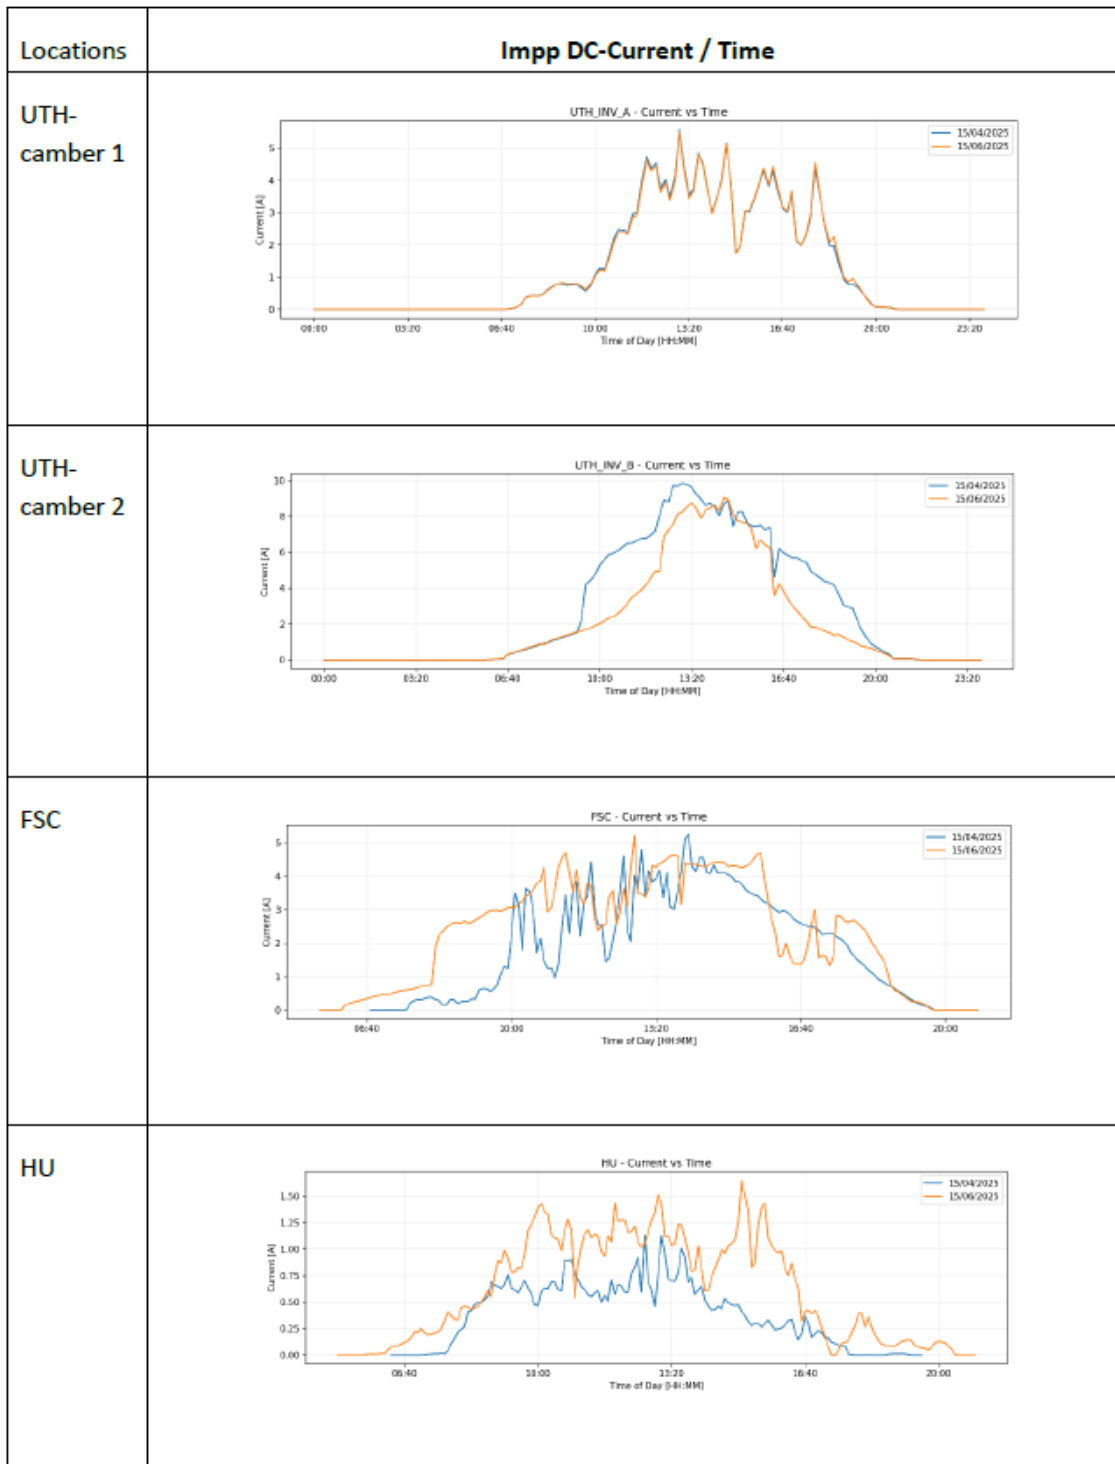 Locations
Impp DC-Current / Time
UTH-
camber 1
UTH_INV_A - Current vs Time
15/04/2025
15/06/2025
Current [A]
5
4
3
2
1
0
00:00 03:20 06:40 10:00 13:20 16:40 20:00 23:20
Time of Day [HH:MM]
UTH-
camber 2
UTH_INV_B - Current vs Time
15/04/2025
15/06/2025
Current [A]
10
8
6
4
2
0
00:00 03:20 06:40 10:00 13:20 16:40 20:00 23:20
Time of Day [HH:MM]
FSC
FSC - Current vs Time
15/04/2025
15/06/2025
Current [A]
5
4
3
2
1
0
06:40 10:00 13:20 16:40 20:00
Time of Day [HH:MM]
HU
HU - Current vs Time
15/04/2025
15/06/2025
Current [A]
1.50
1.25
1.00
0.75
0.50
0.25
0.00
06:40 10:00 13:20 16:40 20:00
Time of Day [HH:MM]